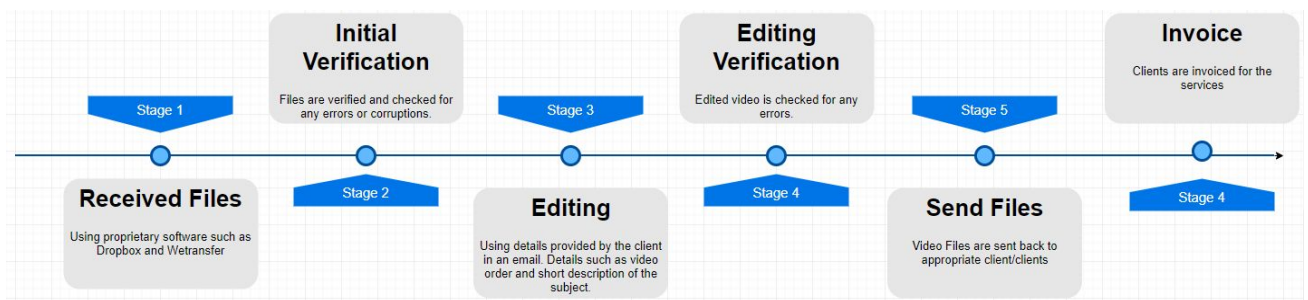 Stage 1
Received Files
Using proprietary software such as
Dropbox and Wetransfer
Initial
Verification
Files are verified and checked for
any errors or corruptions.
Stage 2
Stage 3
Editing
Using details provided by the client
in an email. Details such as video
order and short description of the
subject.
Editing
Verification
Edited video is checked for any
errors.
Stage 4
Stage 5
Send Files
Video Files are sent back to
appropriate client/clients
Invoice
Clients are invoiced for the
services
Stage 4